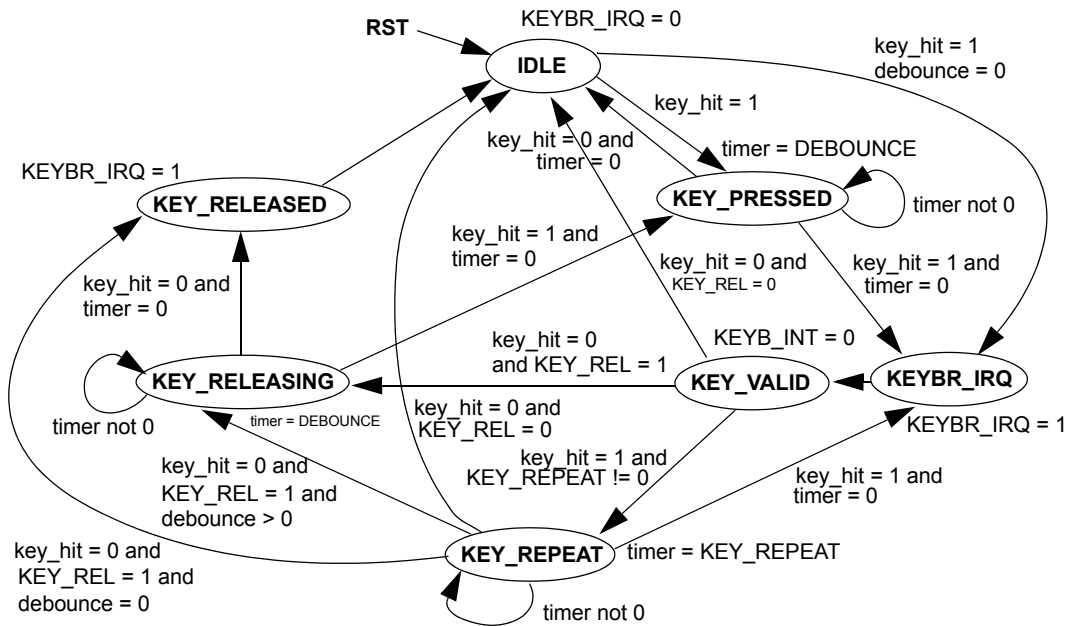 KEYBR_IRQ = 0
RST
IDLE
key_hit = 1
debounce = 0
key_hit = 1
key_hit = 0 and
timer = 0
timer = DEBOUNCE
KEYBR_IRQ = 1
KEY_RELEASED
KEY_PRESSED
timer not 0
key_hit = 1 and
timer = 0
key_hit = 0 and
KEY_REL = 0
key_hit = 1 and
timer = 0
key_hit = 0 and
timer = 0
key_hit = 0
and KEY_REL = 1
KEYB_INT = 0
KEY_RELEASING
KEY_VALID
KEYBR_IRQ
timer not 0
timer = DEBOUNCE
key_hit = 0 and
KEY_REL = 0
KEYBR_IRQ = 1
key_hit = 0 and
KEY_REL = 1 and
debounce > 0
key_hit = 1 and
KEY_REPEAT != 0
key_hit = 1 and
timer = 0
key_hit = 0 and
KEY_REL = 1 and
debounce = 0
KEY_REPEAT
timer = KEY_REPEAT
timer not 0